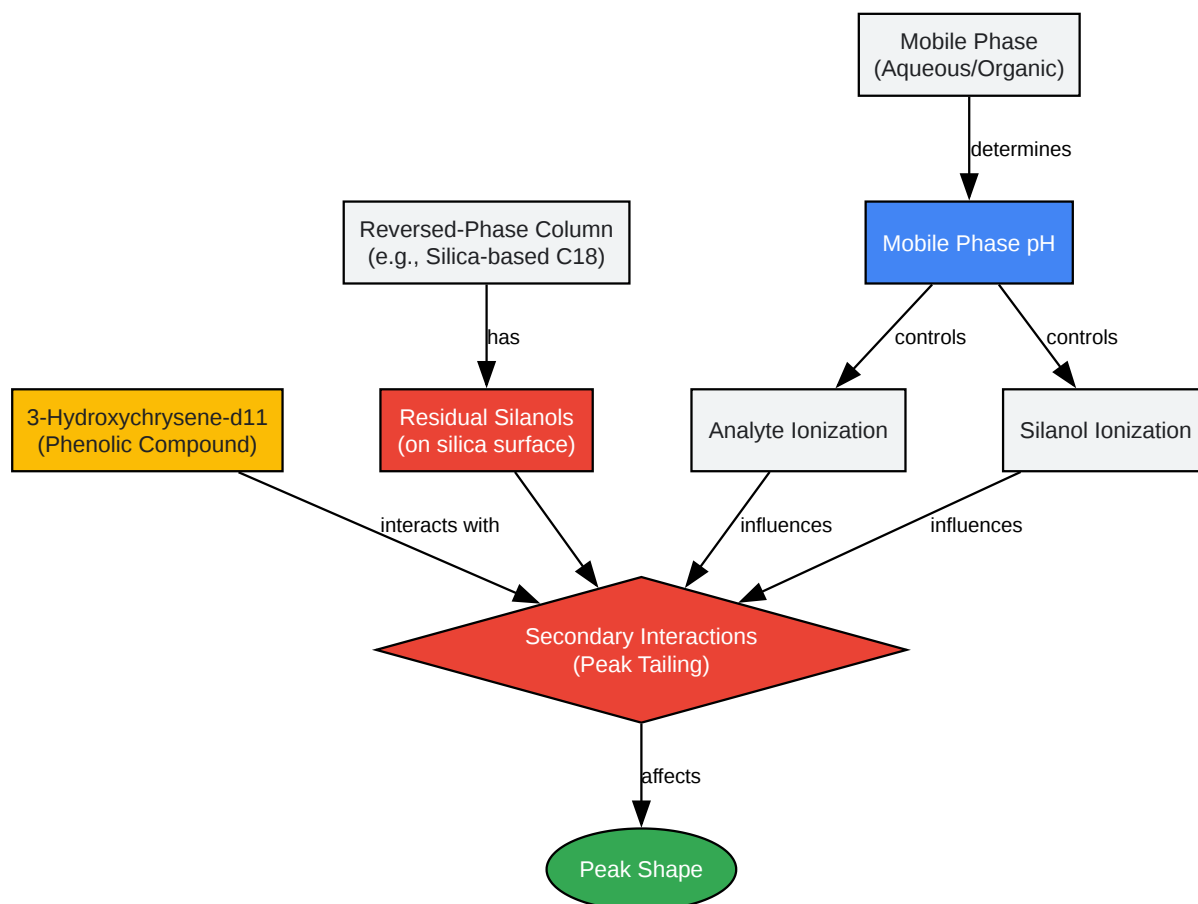 Mobile Phase
(Aqueous/Organic)
determines
Reversed-Phase Column
(e.g., Silica-based C18)
Mobile Phase pH
has
controls
controls
3-Hydroxychrysene-d11
(Phenolic Compound)
Residual Silanols
(on silica surface)
Analyte Ionization
Silanol Ionization
interacts with
influences
influences
Secondary Interactions
(Peak Tailing)
affects
Peak Shape